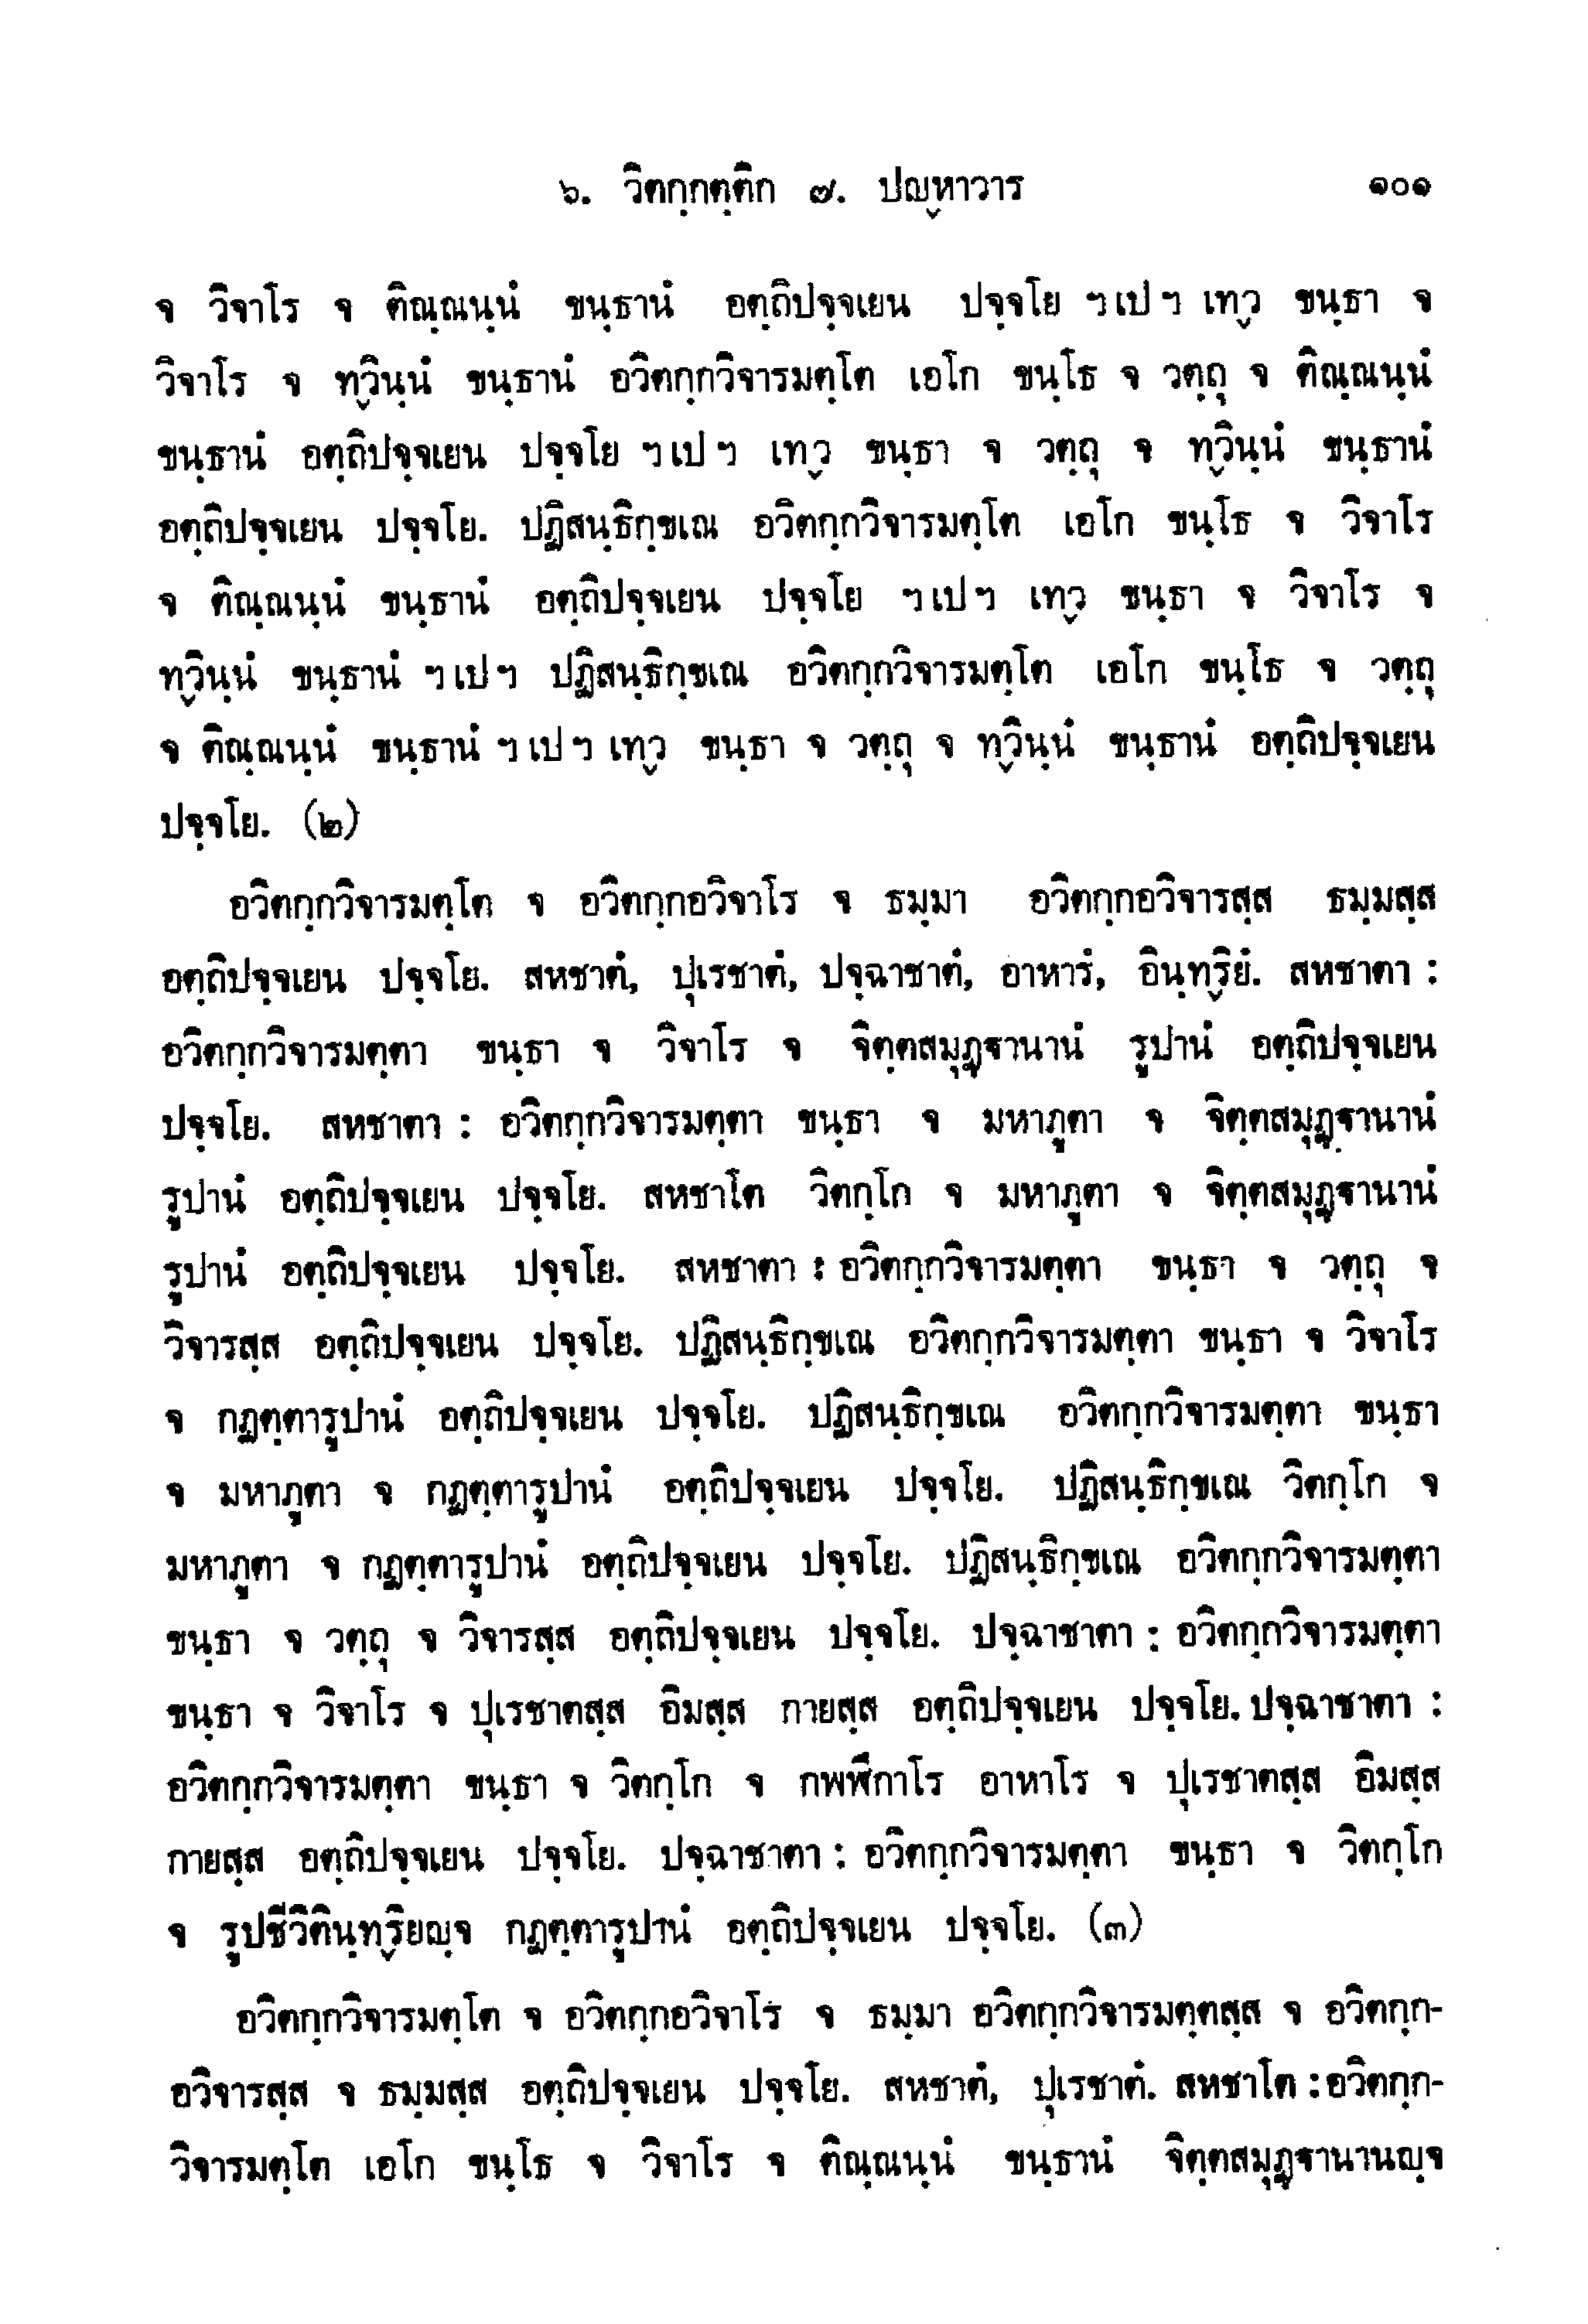 ๖. วิตกฺกตฺติก ๗. ปญฺหาวาร ๑๐๑
จ วิจาโร จ ติณฺณนฺนํ ขนฺธานํ อตฺถิปจฺจเยน ปจฺจโย ฯ เป ฯ เทฺว ขนฺธา จ
วิจาโร จ ทฺวินฺนํ ขนฺธานํ อวิตกฺกวิจารมตฺโต เอโก ขนฺโธ จ วตฺถุ จ ติณฺณนฺนํ
ขนฺธานํ อตฺถิปจฺจเยน ปจฺจโย ฯ เป ฯ เทฺว ขนฺธา จ วตฺถุ จ ทฺวินฺนํ ขนฺธานํ
อตฺถิปจฺจเยน ปจฺจโย. ปฏิสนฺธิกฺขเณ อวิตกฺกวิจารมตฺโต เอโก ขนฺโธ จ วิจาโร
จ ติณฺณนฺนํ ขนฺธานํ อตฺถิปจฺจเยน ปจฺจโย ฯ เป ฯ เทฺว ขนฺธา จ วิจาโร จ
ทฺวินฺนํ ขนฺธานํ ฯ เป ฯ ปฏิสนฺธิกฺขเณ อวิตกฺกวิจารมตฺโต เอโก ขนฺโธ จ วตฺถุ
จ ติณฺณนฺนํ ขนฺธานํ ฯ เป ฯ เทฺว ขนฺธา จ วตฺถุ จ ทฺวินฺนํ ขนฺธานํ อตฺถิปจฺจเยน
ปจฺจโย. (๒)
อวิตกฺกวิจารมตฺโต จ อวิตกฺกอวิจาโร จ ธมฺมา อวิตกฺกอวิจารสฺส ธมฺมสฺส
อตฺถิปจฺจเยน ปจฺจโย. สหชาตํ, ปุเรชาตํ, ปจฺฉาชาตํ, อาหารํ, อินฺทฺริยํ. สหชาตา :
อวิตกฺกวิจารมตฺตา ขนฺธา จ วิจาโร จ จิตฺตสมุฏฺฐานานํ รูปานํ อตฺถิปจฺจเยน
ปจฺจโย. สหชาตา : อวิตกฺกวิจารมตฺตา ขนฺธา จ มหาภูตา จ จิตฺตสมุฏฺฐานานํ
รูปานํ อตฺถิปจฺจเยน ปจฺจโย. สหชาโต วิตกฺโก จ มหาภูตา จ จิตฺตสมุฏฺฐานานํ
รูปานํ อตฺถิปจฺจเยน ปจฺจโย. สหชาตา : อวิตกฺกวิจารมตฺตา ขนฺธา จ วตฺถุ จ
วิจารสฺส อตฺถิปจฺจเยน ปจฺจโย. ปฏิสนฺธิกฺขเณ อวิตกฺกวิจารมตฺตา ขนฺธา จ วิจาโร
จ กฏตฺตารูปานํ อตฺถิปจฺจเยน ปจฺจโย. ปฏิสนฺธิกฺขเณ อวิตกฺกวิจารมตฺตา ขนฺธา
จ มหาภูตา จ กฏตฺตารูปานํ อตฺถิปจฺจเยน ปจฺจโย. ปฏิสนฺธิกฺขเณ วิตกฺโก จ
มหาภูตา จ กฏตฺตารูปานํ อตฺถิปจฺจเยน ปจฺจโย. ปฏิสนฺธิกฺขเณ อวิตกฺกวิจารมตฺตา
ขนฺธา จ วตฺถุ จ วิจารสฺส อตฺถิปจฺจเยน ปจฺจโย. ปจฺฉาชาตา : อวิตกฺกวิจารมตฺตา
ขนฺธา จ วิจาโร จ ปุเรชาตสฺส อิมสฺส กายสฺส อตฺถิปจฺจเยน ปจฺจโย. ปจฺฉาชาตา :
อวิตกฺกวิจารมตฺตา ขนฺธา จ วิตกฺโก จ กพฬีกาโร อาหาโร จ ปุเรชาตสฺส อิมสฺส
กายสฺส อตฺถิปจฺจเยน ปจฺจโย. ปจฺฉาชาตา : อวิตกฺกวิจารมตฺตา ขนฺธา จ วิตกฺโก
จ รูปชีวิตินฺทฺริยญฺจ กฏตฺตารูปานํ อตฺถิปจฺจเยน ปจฺจโย. (๓)
อวิตกฺกวิจารมตฺโต จ อวิตกฺกอวิจาโร จ ธมฺมา อวิตกฺกวิจารมตฺตสฺส จ อวิตกฺก-
อวิจารสฺส จ ธมฺมสฺส อตฺถิปจฺจเยน ปจฺจโย. สหชาตํ, ปุเรชาตํ. สหชาโต : อวิตกฺก-
วิจารมตฺโต เอโก ขนฺโธ จ วิจาโร จ ติณฺณนฺนํ ขนฺธานํ จิตฺตสมุฏฺฐานานญฺจ